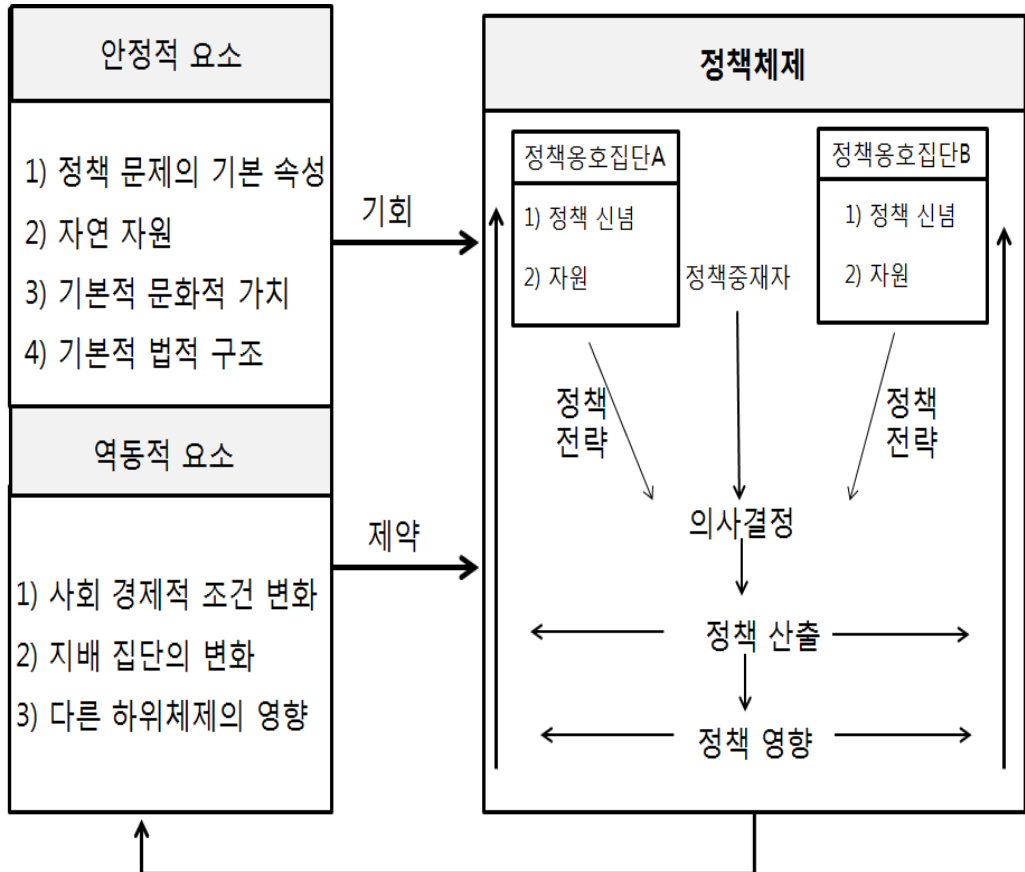 안정적 요소
1) 정책 문제의 기본 속성
2) 자연 자원
3) 기본적 문화적 가치
4) 기본적 법적 구조
역동적 요소
1) 사회 경제적 조건 변화
2) 지배 집단의 변화
3) 다른 하위체제의 영향
기회
제약
정책체제
정책옹호집단A
1) 정책 신념
2) 자원
정책중재자
정책옹호집단B
1) 정책 신념
2) 자원
정책
전략
정책
전략
의사결정
정책 산출
정책 영향